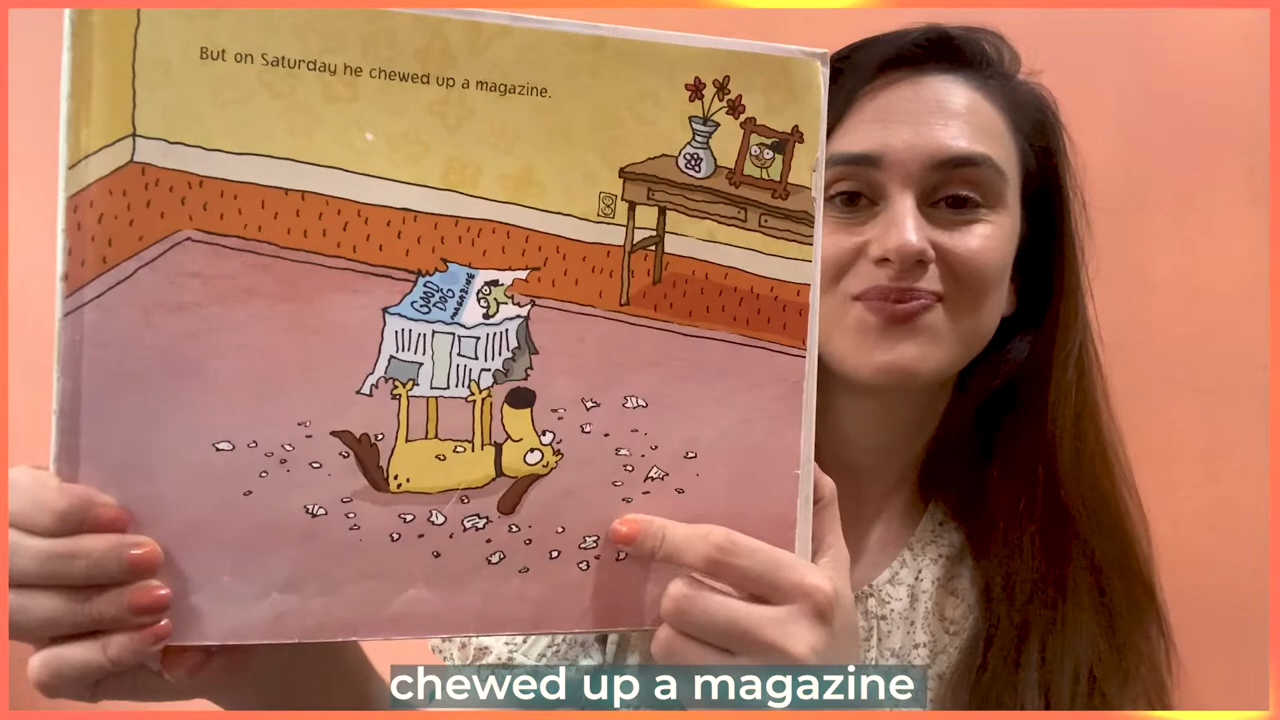 But on Saturday he chewed up a magazine.
GOOD
DOG
MAGAZINE
chewed up a magazine